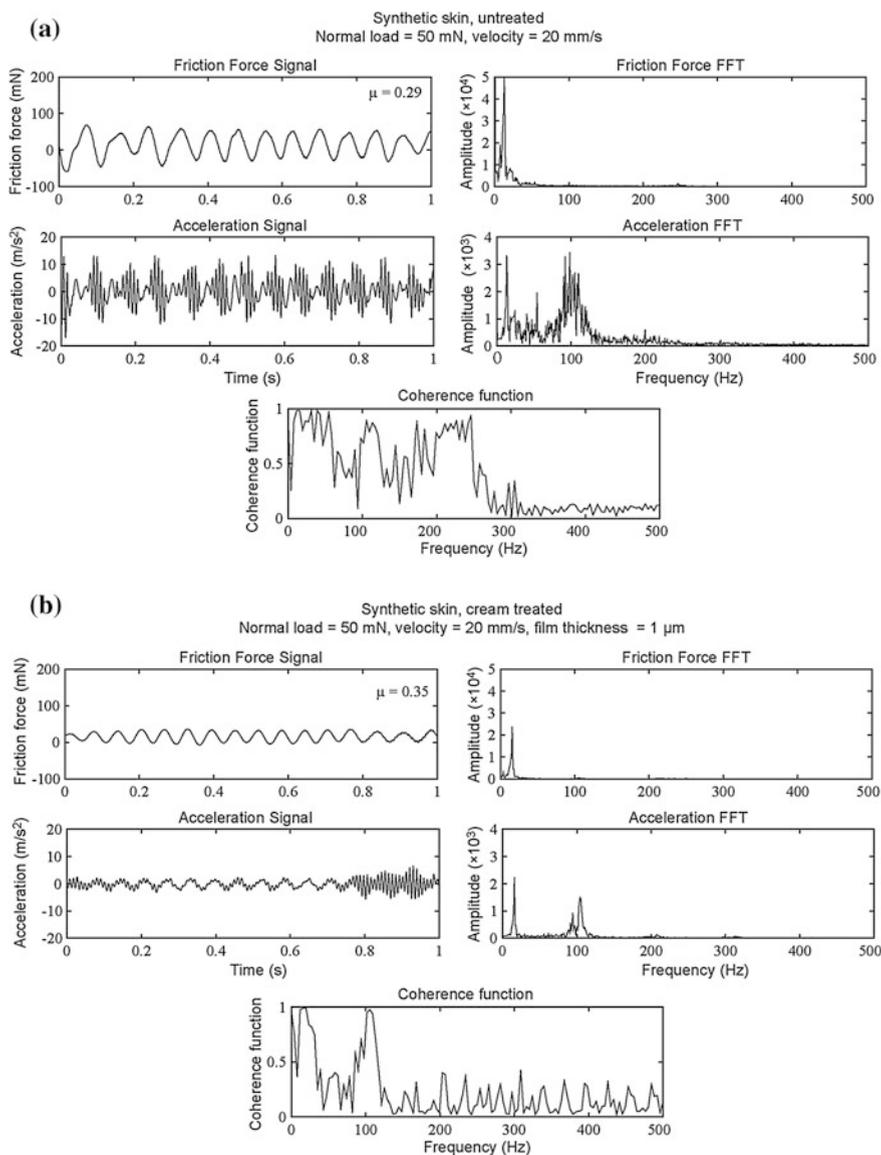 (a)
Synthetic skin, untreated
Normal load = 50 mN, velocity = 20 mm/s
Friction Force Signal
Friction force (mN)
200
100
0
-100
μ = 0.29
0 0.2 0.4 0.6 0.8 1
Friction Force FFT
Amplitude (×10⁴)
5
4
3
2
1
0
0 100 200 300 400 500
Acceleration Signal
Acceleration (m/s²)
20
10
0
-10
-20
0 0.2 0.4 0.6 0.8 1
Time (s)
Acceleration FFT
Amplitude (×10³)
4
3
2
1
0
0 100 200 300 400 500
Frequency (Hz)
Coherence function
Coherence function
1
0.5
0
0 100 200 300 400 500
Frequency (Hz)
(b)
Synthetic skin, cream treated
Normal load = 50 mN, velocity = 20 mm/s, film thickness = 1 μm
Friction Force Signal
Friction force (mN)
200
100
0
-100
μ = 0.35
0 0.2 0.4 0.6 0.8 1
Friction Force FFT
Amplitude (×10⁴)
5
4
3
2
1
0
0 100 200 300 400 500
Acceleration Signal
Acceleration (m/s²)
20
10
0
-10
-20
0 0.2 0.4 0.6 0.8 1
Time (s)
Acceleration FFT
Amplitude (×10³)
4
3
2
1
0
0 100 200 300 400 500
Frequency (Hz)
Coherence function
Coherence function
1
0.5
0
0 100 200 300 400 500
Frequency (Hz)